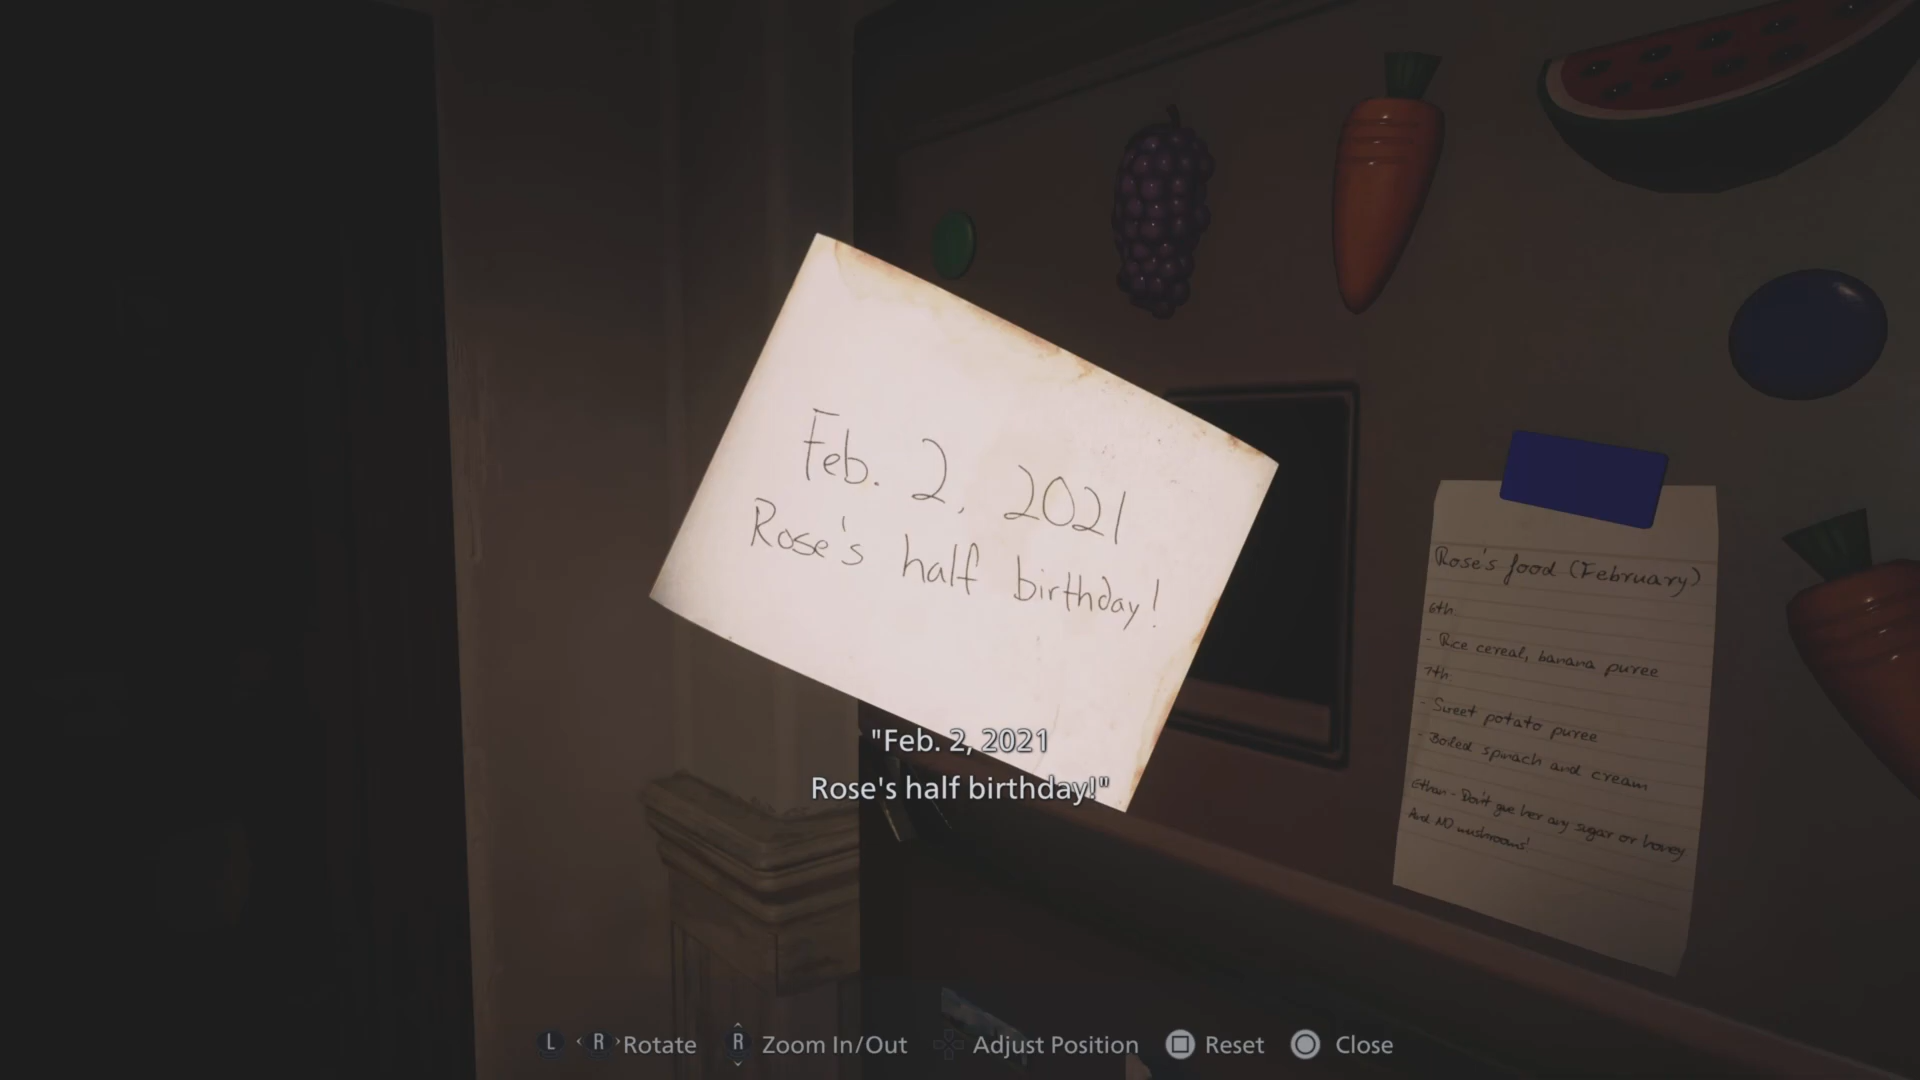 Feb. 2, 2021
Rose's half birthday!
Rose's food (February)
6th
- Rice cereal, banana puree
7th
- Sweet potato puree
- Boiled spinach and cream
Ethan - Don't give her any sugar or honey
And NO mushrooms!
"Feb. 2, 2021
Rose's half birthday!"
L R Rotate R Zoom In/Out Adjust Position Reset Close